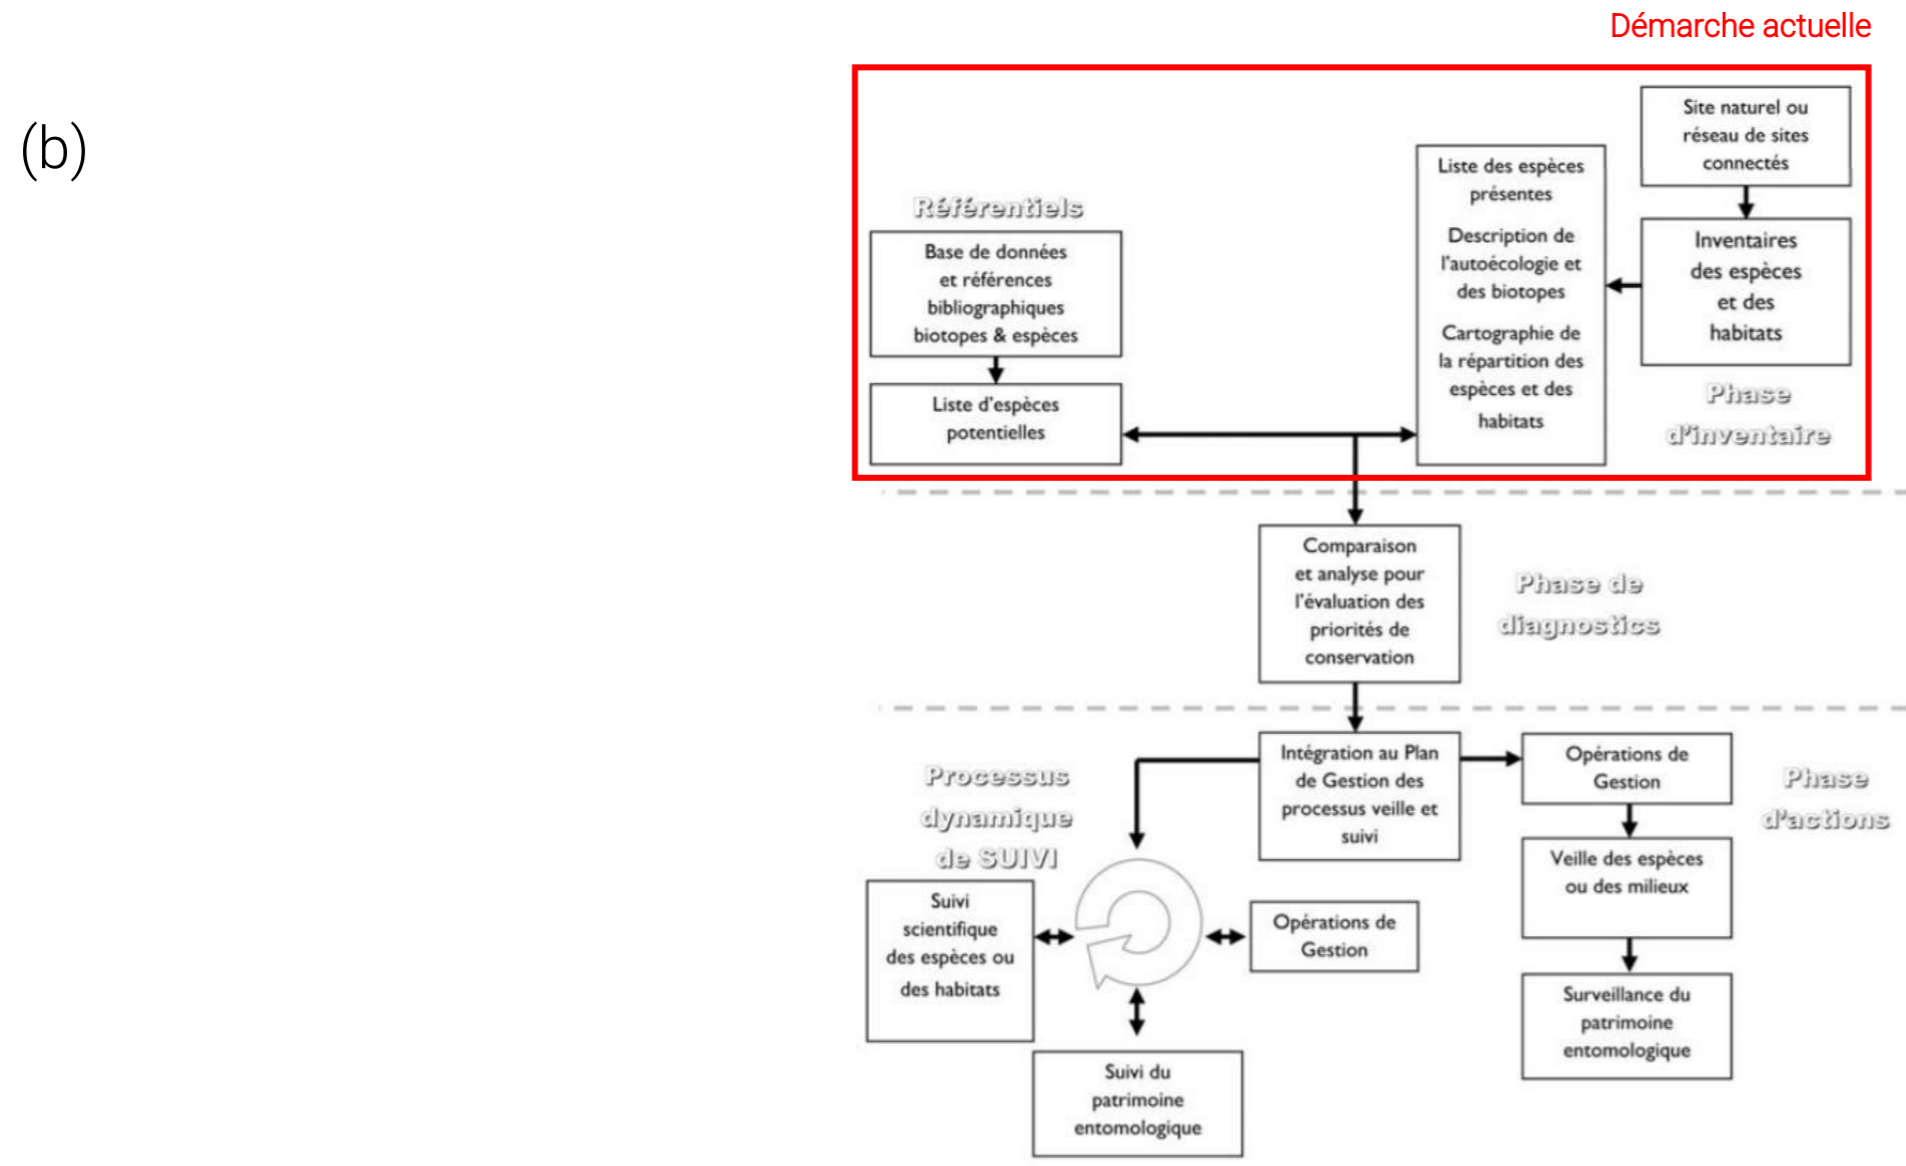 Démarche actuelle
(b)
Site naturel ou
réseau de sites
connectés
Inventaires
des espèces
et des
habitats
Phase
d'inventaire
Liste des espèces
présentes
Description de
l'autoécologie et
des biotopes
Cartographie de
la répartition des
espèces et des
habitats
Référentiels
Base de données
et références
bibliographiques
biotopes & espèces
Liste d'espèces
potentielles
Comparaison
et analyse pour
l'évaluation des
priorités de
conservation
Phase de
diagnostics
Intégration au Plan
de Gestion des
processus veille et
suivi
Opérations de
Gestion
Phase
d'actions
Veille des espèces
ou des milieux
Surveillance du
patrimoine
entomologique
Processus
dynamique
de SUIVI
Suivi
scientifique
des espèces ou
des habitats
Opérations de
Gestion
Suivi du
patrimoine
entomologique